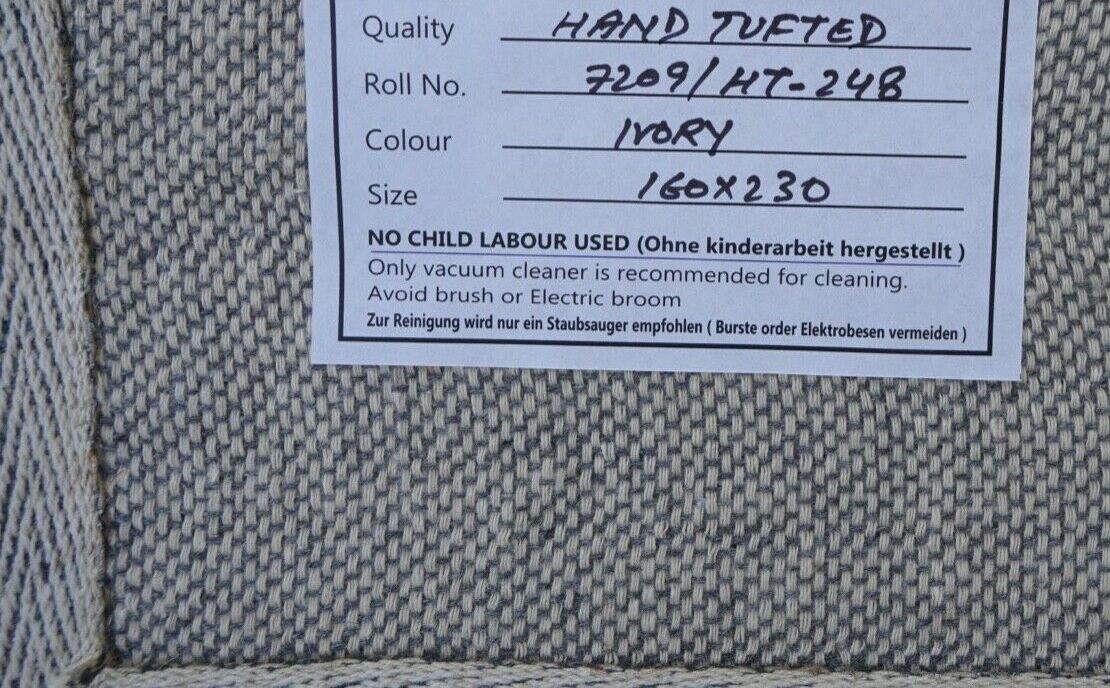 Quality HAND TUFTED
Roll No. 7209/HT-248
Colour IVORY
Size 160X230
NO CHILD LABOUR USED (Ohne kinderarbeit hergestellt )
Only vacuum cleaner is recommended for cleaning.
Avoid brush or Electric broom
Zur Reinigung wird nur ein Staubsauger empfohlen ( Burste order Elektrobesen vermeiden )